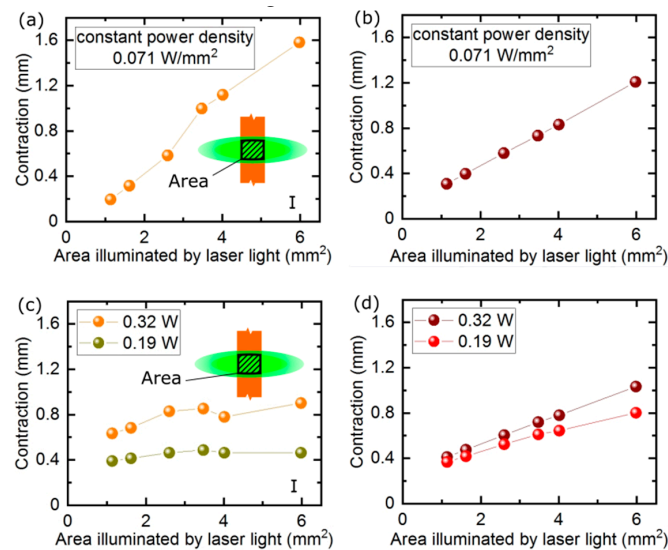 (a)
constant power density
0.071 W/mm²
Contraction (mm)
1.6
1.2
0.8
0.4
0
Area
I
0 2 4 6
Area illuminated by laser light (mm²)
(b)
constant power density
0.071 W/mm²
Contraction (mm)
1.6
1.2
0.8
0.4
0
0 2 4 6
Area illuminated by laser light (mm²)
(c)
0.32 W
0.19 W
Contraction (mm)
1.6
1.2
0.8
0.4
0
Area
I
0 2 4 6
Area illuminated by laser light (mm²)
(d)
0.32 W
0.19 W
Contraction (mm)
1.6
1.2
0.8
0.4
0
0 2 4 6
Area illuminated by laser light (mm²)